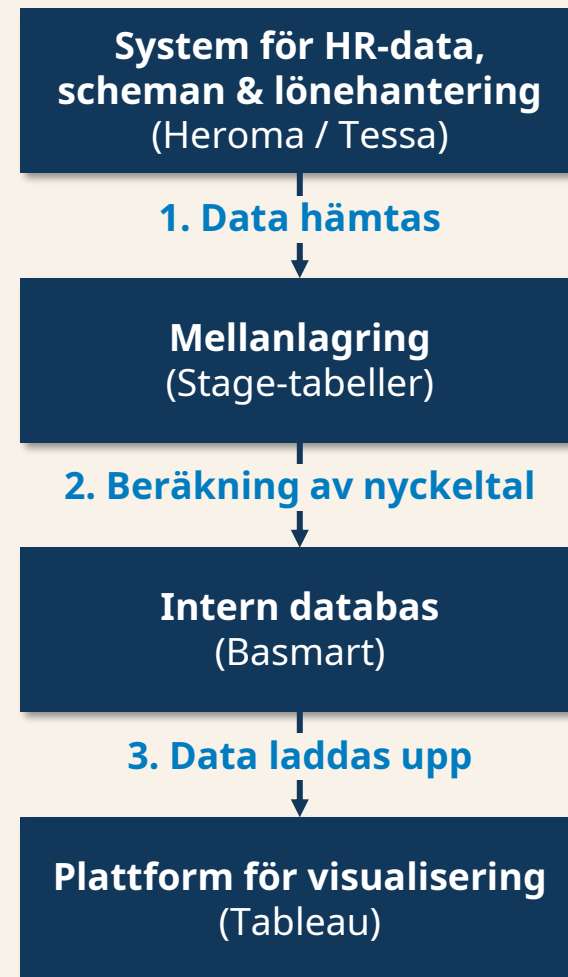 System för HR-data,
scheman & lönehantering
(Heroma / Tessa)
1. Data hämtas
Mellanlagring
(Stage-tabeller)
2. Beräkning av nyckeltal
Intern databas
(Basmart)
3. Data laddas upp
Plattform för visualisering
(Tableau)